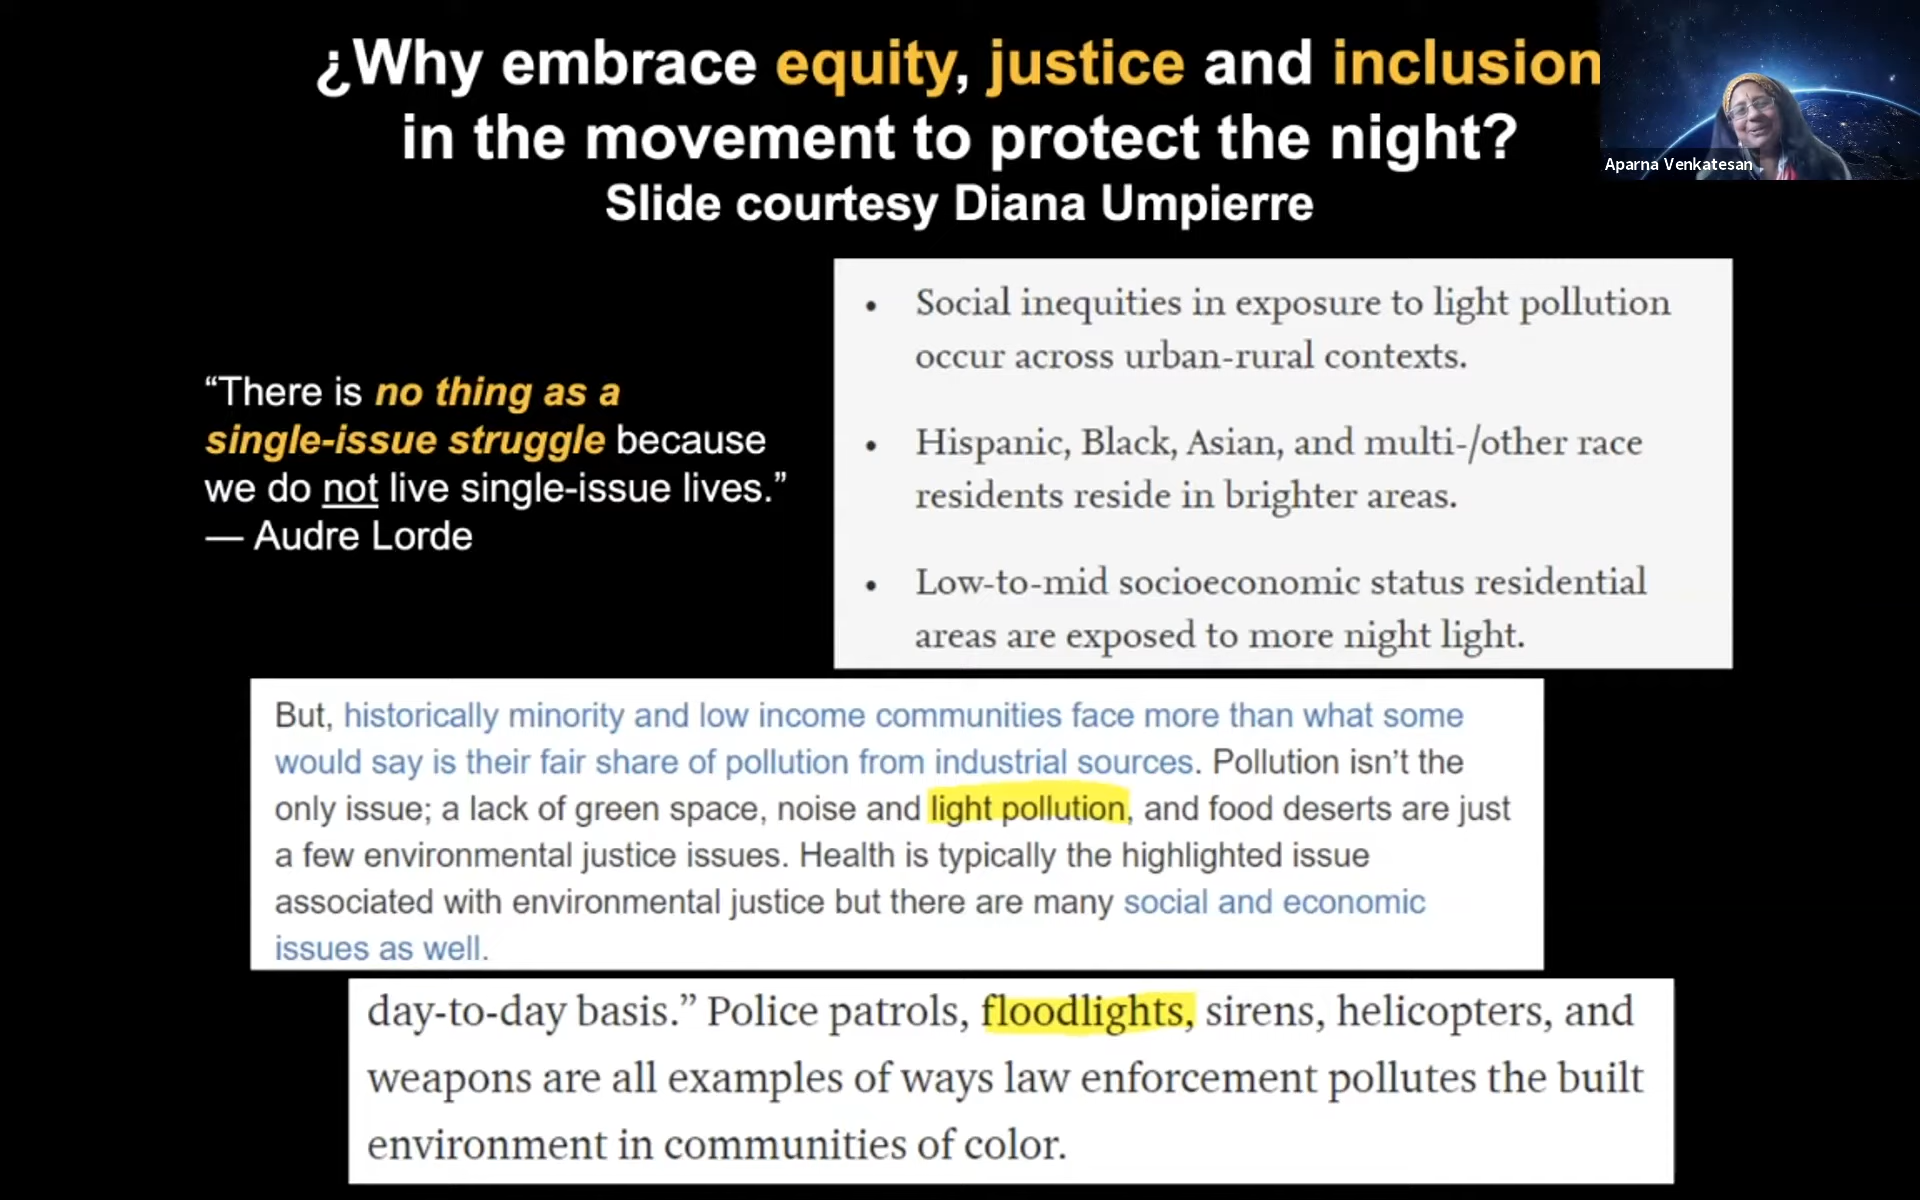 ¿Why embrace equity, justice and inclusion
in the movement to protect the night?
Slide courtesy Diana Umpierre
Aparna Venkatesan
“There is no thing as a
single-issue struggle because
we do not live single-issue lives.”
— Audre Lorde
• Social inequities in exposure to light pollution
occur across urban-rural contexts.
• Hispanic, Black, Asian, and multi-/other race
residents reside in brighter areas.
• Low-to-mid socioeconomic status residential
areas are exposed to more night light.
But, historically minority and low income communities face more than what some
would say is their fair share of pollution from industrial sources. Pollution isn’t the
only issue; a lack of green space, noise and light pollution, and food deserts are just
a few environmental justice issues. Health is typically the highlighted issue
associated with environmental justice but there are many social and economic
issues as well.
day-to-day basis.” Police patrols, floodlights, sirens, helicopters, and
weapons are all examples of ways law enforcement pollutes the built
environment in communities of color.